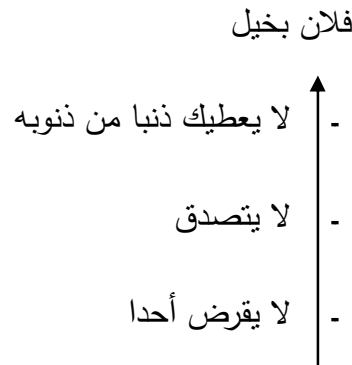 فلان بخيل
- لا يعطيك ذنبا من ذنوبه
- لا يتصدق
- لا يقرض أحدا